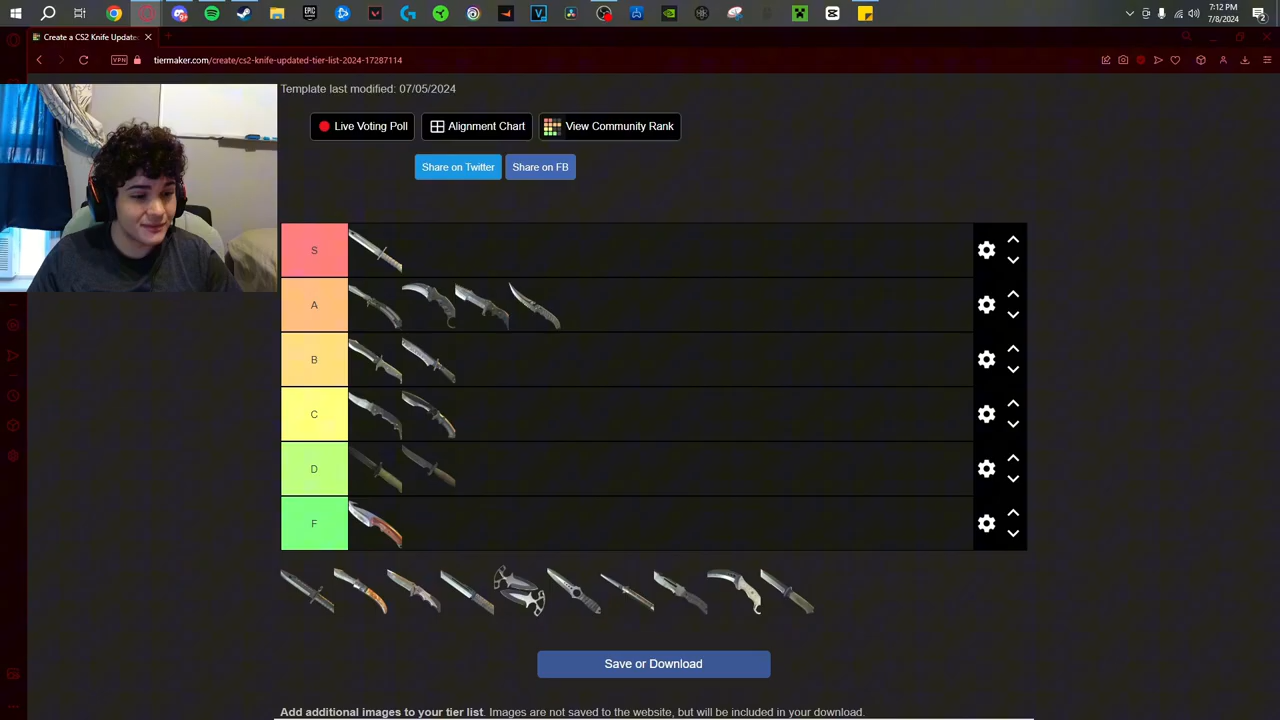 7:12 PM
7/8/2024
Create a CS2 Knife Update
VPN
tiermaker.com/create/cs2-knife-updated-tier-list-2024-17287114
Template last modified: 07/05/2024
Live Voting Poll
Alignment Chart
View Community Rank
Share on Twitter
Share on FB
S
A
B
C
D
F
Save or Download
Add additional images to your tier list. Images are not saved to the website, but will be included in your download.